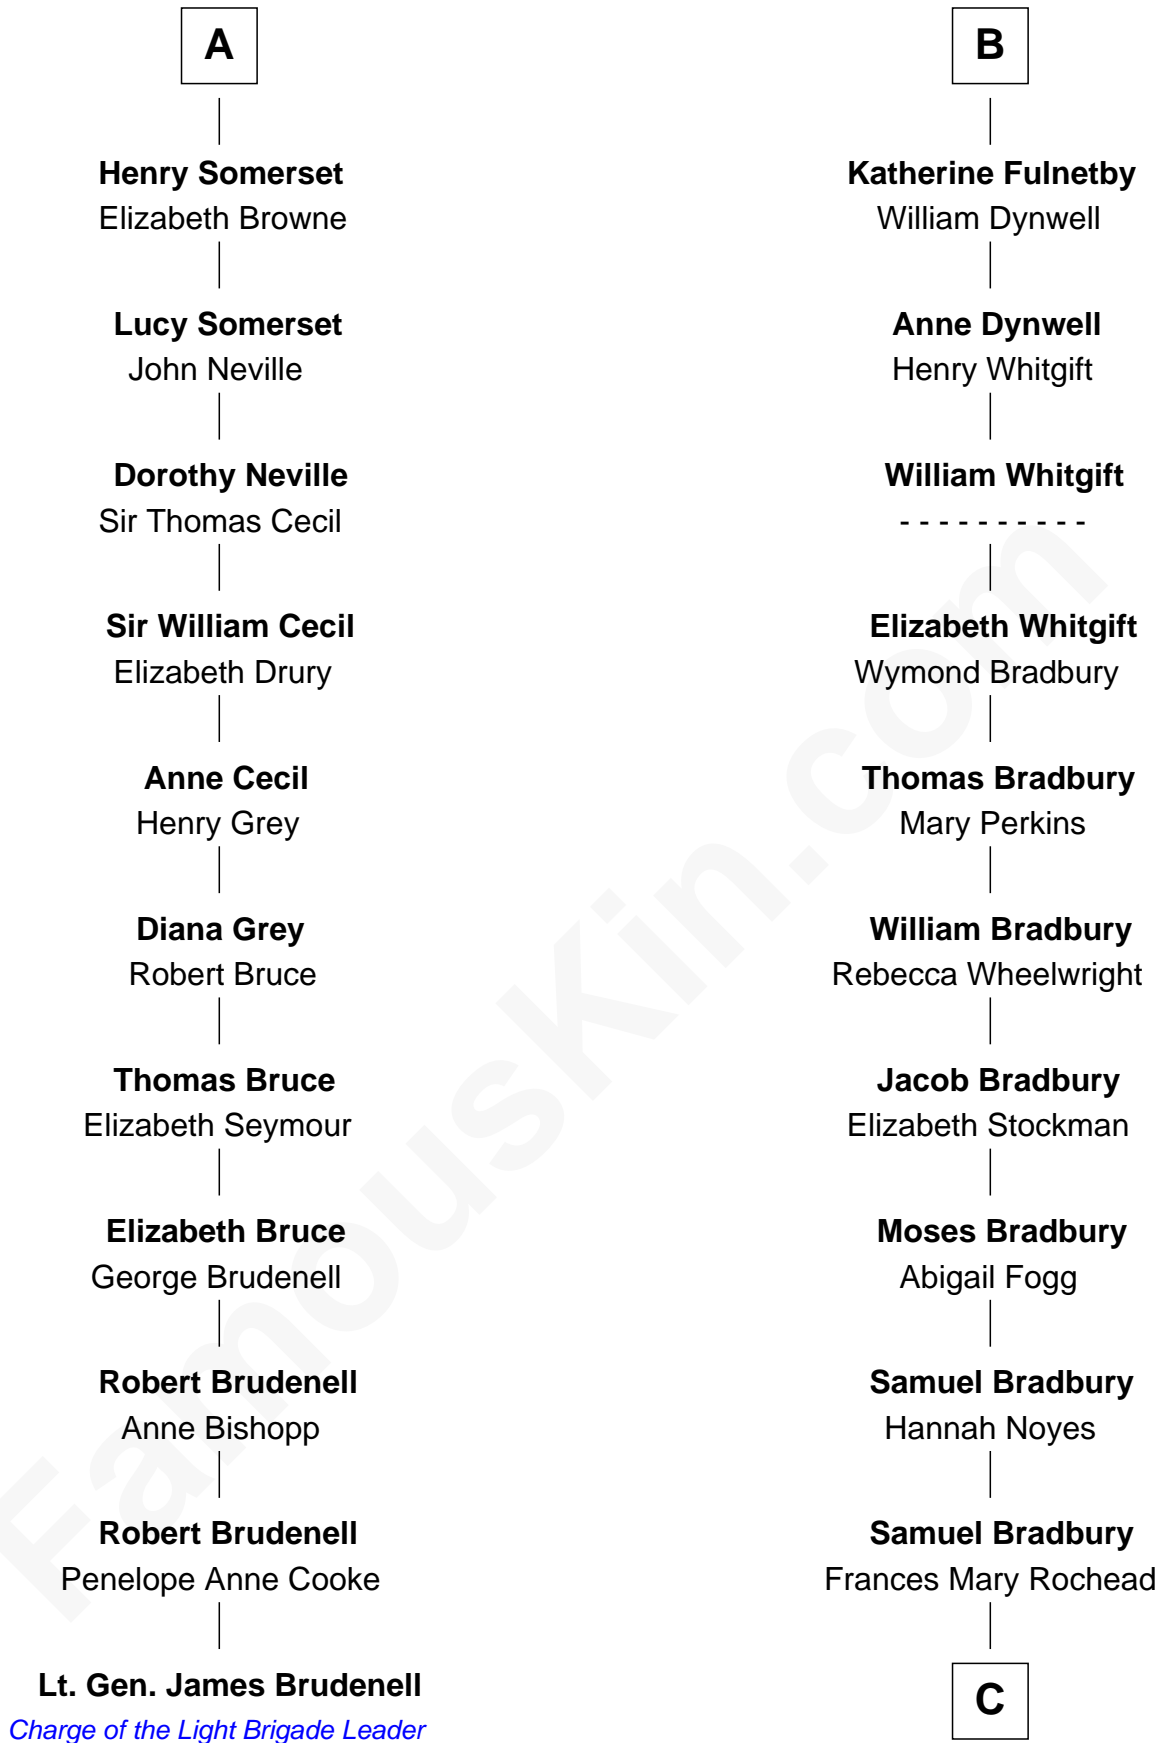 A
Henry Somerset
Elizabeth Browne
Lucy Somerset
John Neville
Dorothy Neville
Sir Thomas Cecil
Sir William Cecil
Elizabeth Drury
Anne Cecil
Henry Grey
Diana Grey
Robert Bruce
Thomas Bruce
Elizabeth Seymour
Elizabeth Bruce
George Brudenell
Robert Brudenell
Anne Bishopp
Robert Brudenell
Penelope Anne Cooke
Lt. Gen. James Brudenell
Charge of the Light Brigade Leader
B
Katherine Fulnetby
William Dynwell
Anne Dynwell
Henry Whitgift
William Whitgift
- - - - - - - - - -
Elizabeth Whitgift
Wymond Bradbury
Thomas Bradbury
Mary Perkins
William Bradbury
Rebecca Wheelwright
Jacob Bradbury
Elizabeth Stockman
Moses Bradbury
Abigail Fogg
Samuel Bradbury
Hannah Noyes
Samuel Bradbury
Frances Mary Rochead
C
FamousKin.com